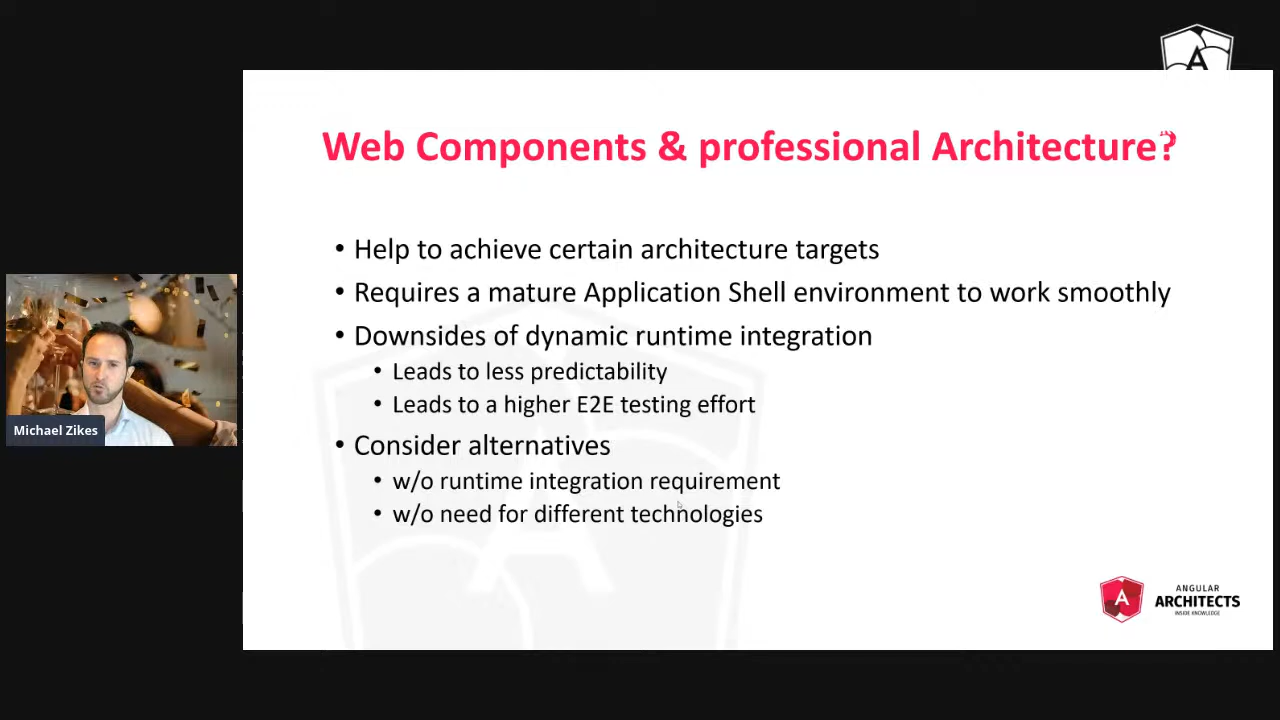 Web Components & professional Architecture?
• Help to achieve certain architecture targets
• Requires a mature Application Shell environment to work smoothly
• Downsides of dynamic runtime integration
• Leads to less predictability
• Leads to a higher E2E testing effort
• Consider alternatives
• w/o runtime integration requirement
• w/o need for different technologies
Michael Zikes
A
ANGULAR
ARCHITECTS
INSIDE KNOWLEDGE